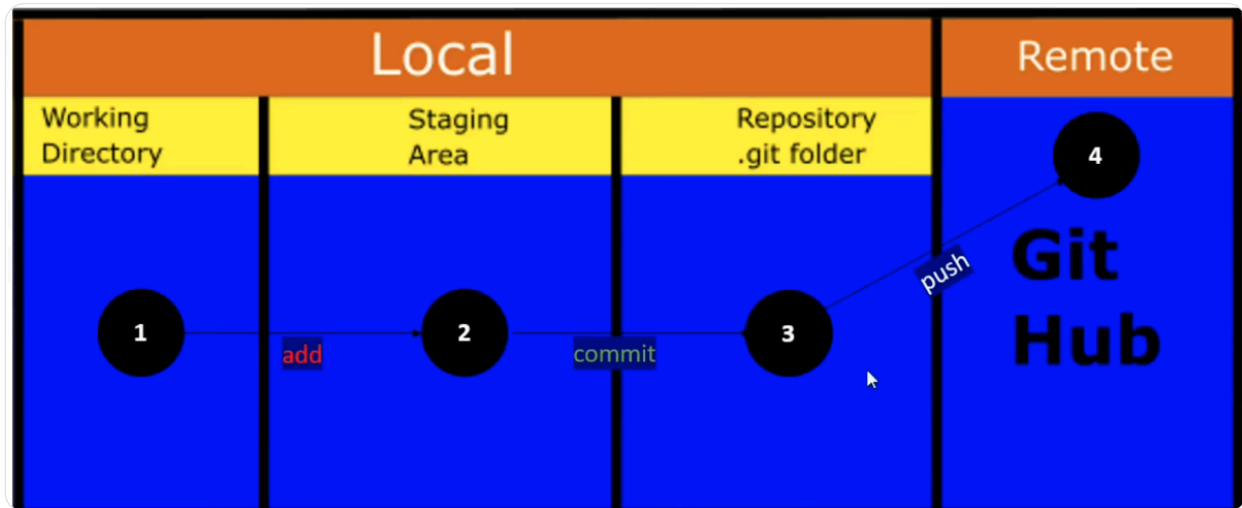 Local
Remote
Working
Directory
Staging
Area
Repository
.git folder
4
Git
Hub
push
1
add
2
commit
3